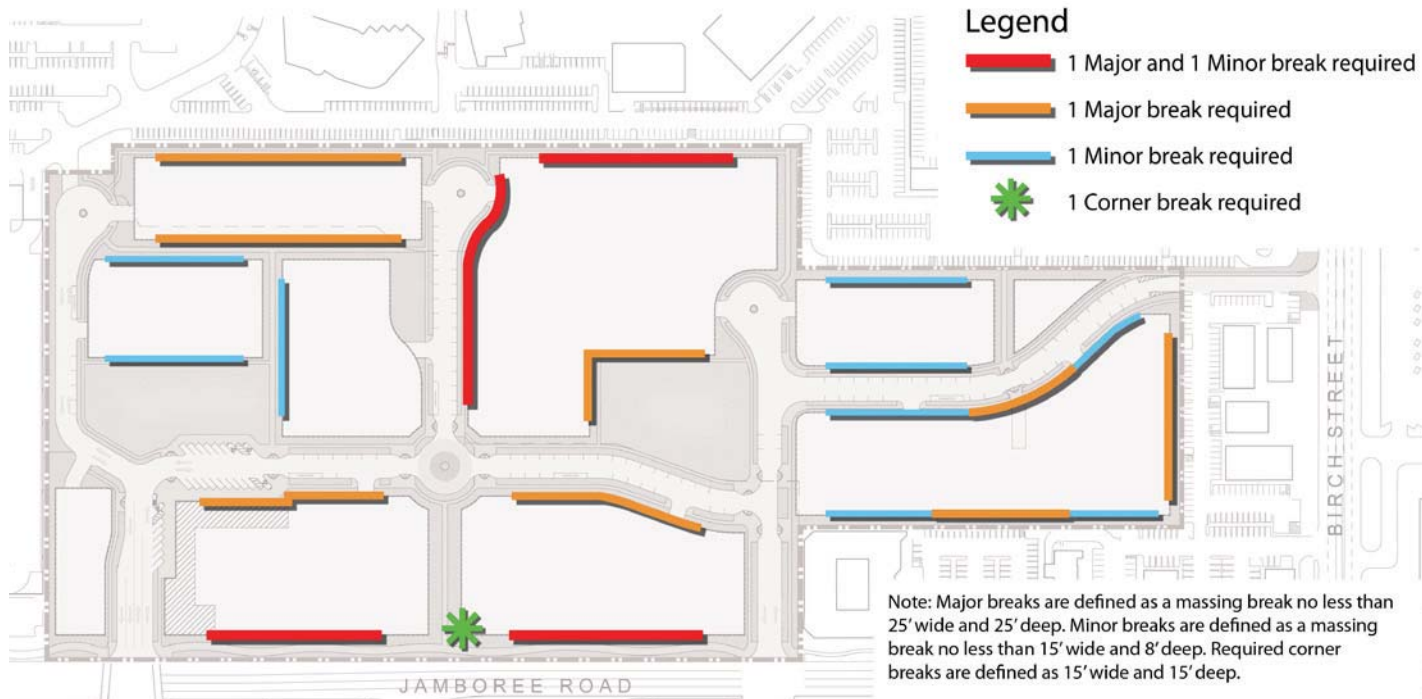 Legend
1 Major and 1 Minor break required
1 Major break required
1 Minor break required
1 Corner break required
BIRCH STREET
Note: Major breaks are defined as a massing break no less than
25' wide and 25' deep. Minor breaks are defined as a massing
break no less than 15' wide and 8' deep. Required corner
breaks are defined as 15' wide and 15' deep.
JAMBOREE ROAD